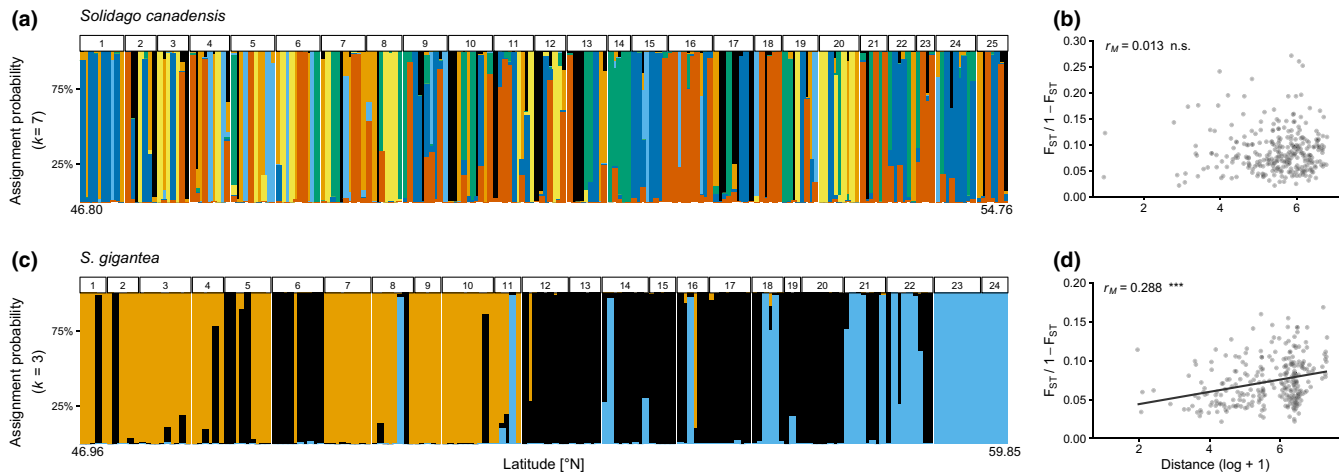 (a) Solidago canadensis
1 2 3 4 5 6 7 8 9 10 11 12 13 14 15 16 17 18 19 20 21 22 23 24 25
Assignment probability
(k = 7)
75%
25%
46.80 54.76
(b)
r_M = 0.013 n.s.
F_ST / 1 − F_ST
0.30
0.25
0.20
0.15
0.10
0.05
0.00
2 4 6
(c) S. gigantea
1 2 3 4 5 6 7 8 9 10 11 12 13 14 15 16 17 18 19 20 21 22 23 24
Assignment probability
(k = 3)
75%
25%
46.96 59.85
Latitude [°N]
(d)
r_M = 0.288 ***
F_ST / 1 − F_ST
0.20
0.15
0.10
0.05
0.00
2 4 6
Distance (log + 1)